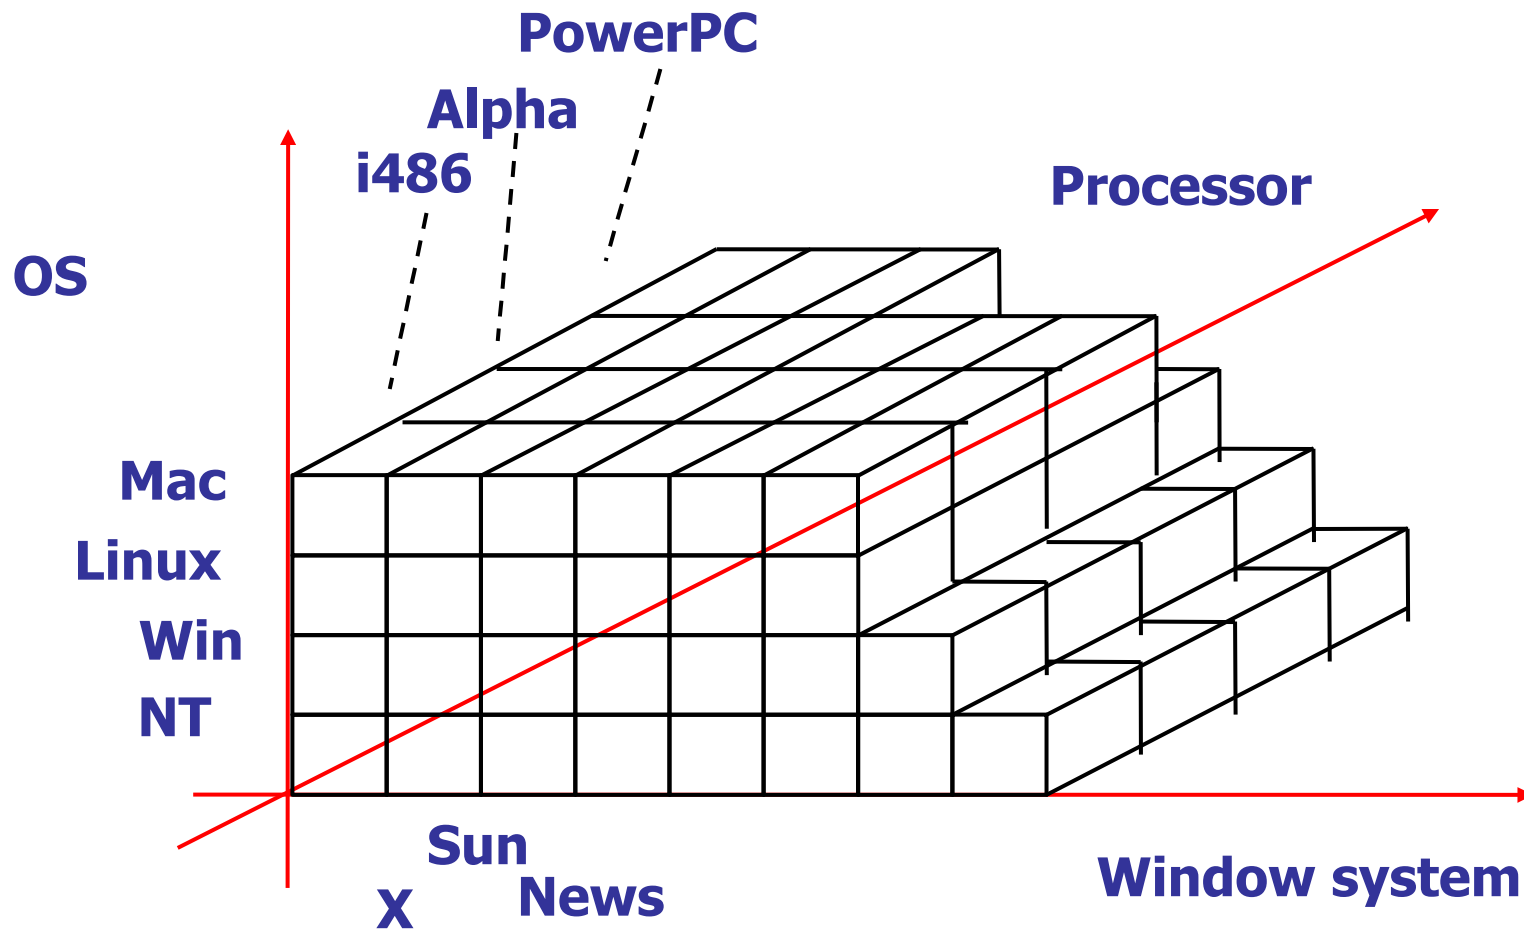 PowerPC
Alpha
i486
Processor
OS
Mac
Linux
Win
NT
Sun
Window system
News
X